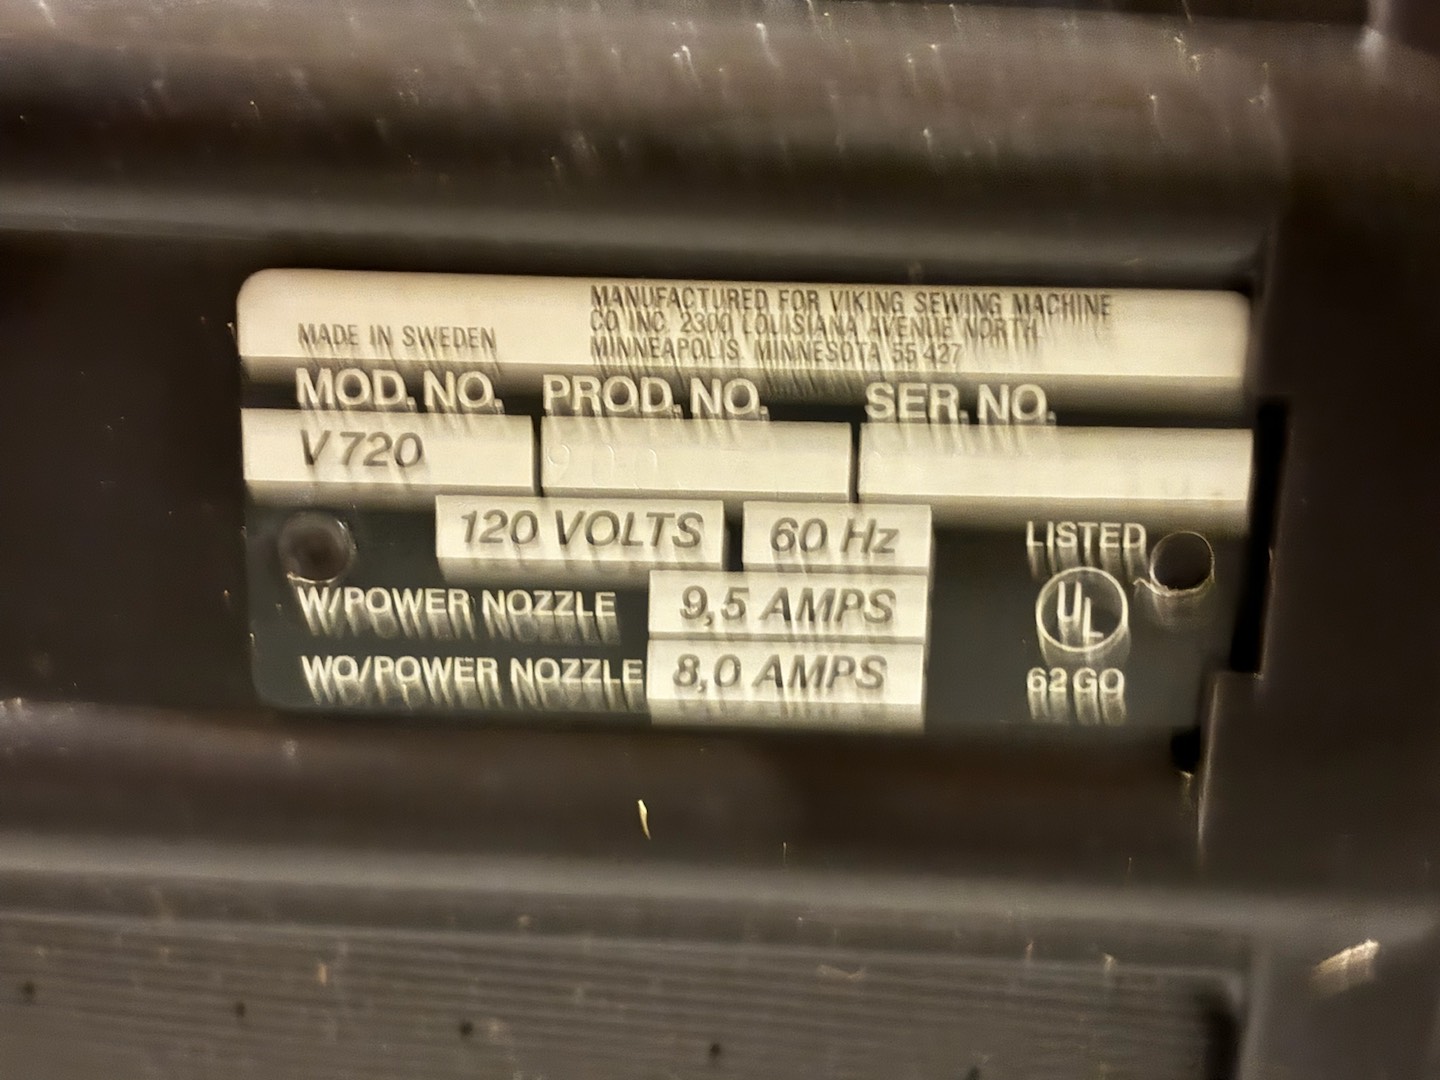 MANUFACTURED FOR VIKING SEWING MACHINE
CO INC. 2300 LOUISIANA AVENUE NORTH
MINNEAPOLIS. MINNESOTA 55 427
MADE IN SWEDEN
MOD. NO. PROD. NO. SER. NO.
V 720
120 VOLTS 60 Hz
LISTED
W/POWER NOZZLE 9,5 AMPS
UL
WO/POWER NOZZLE 8,0 AMPS
62 GO